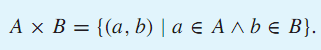 A × B = {(a, b) | a ∈ A ∧ b ∈ B}.